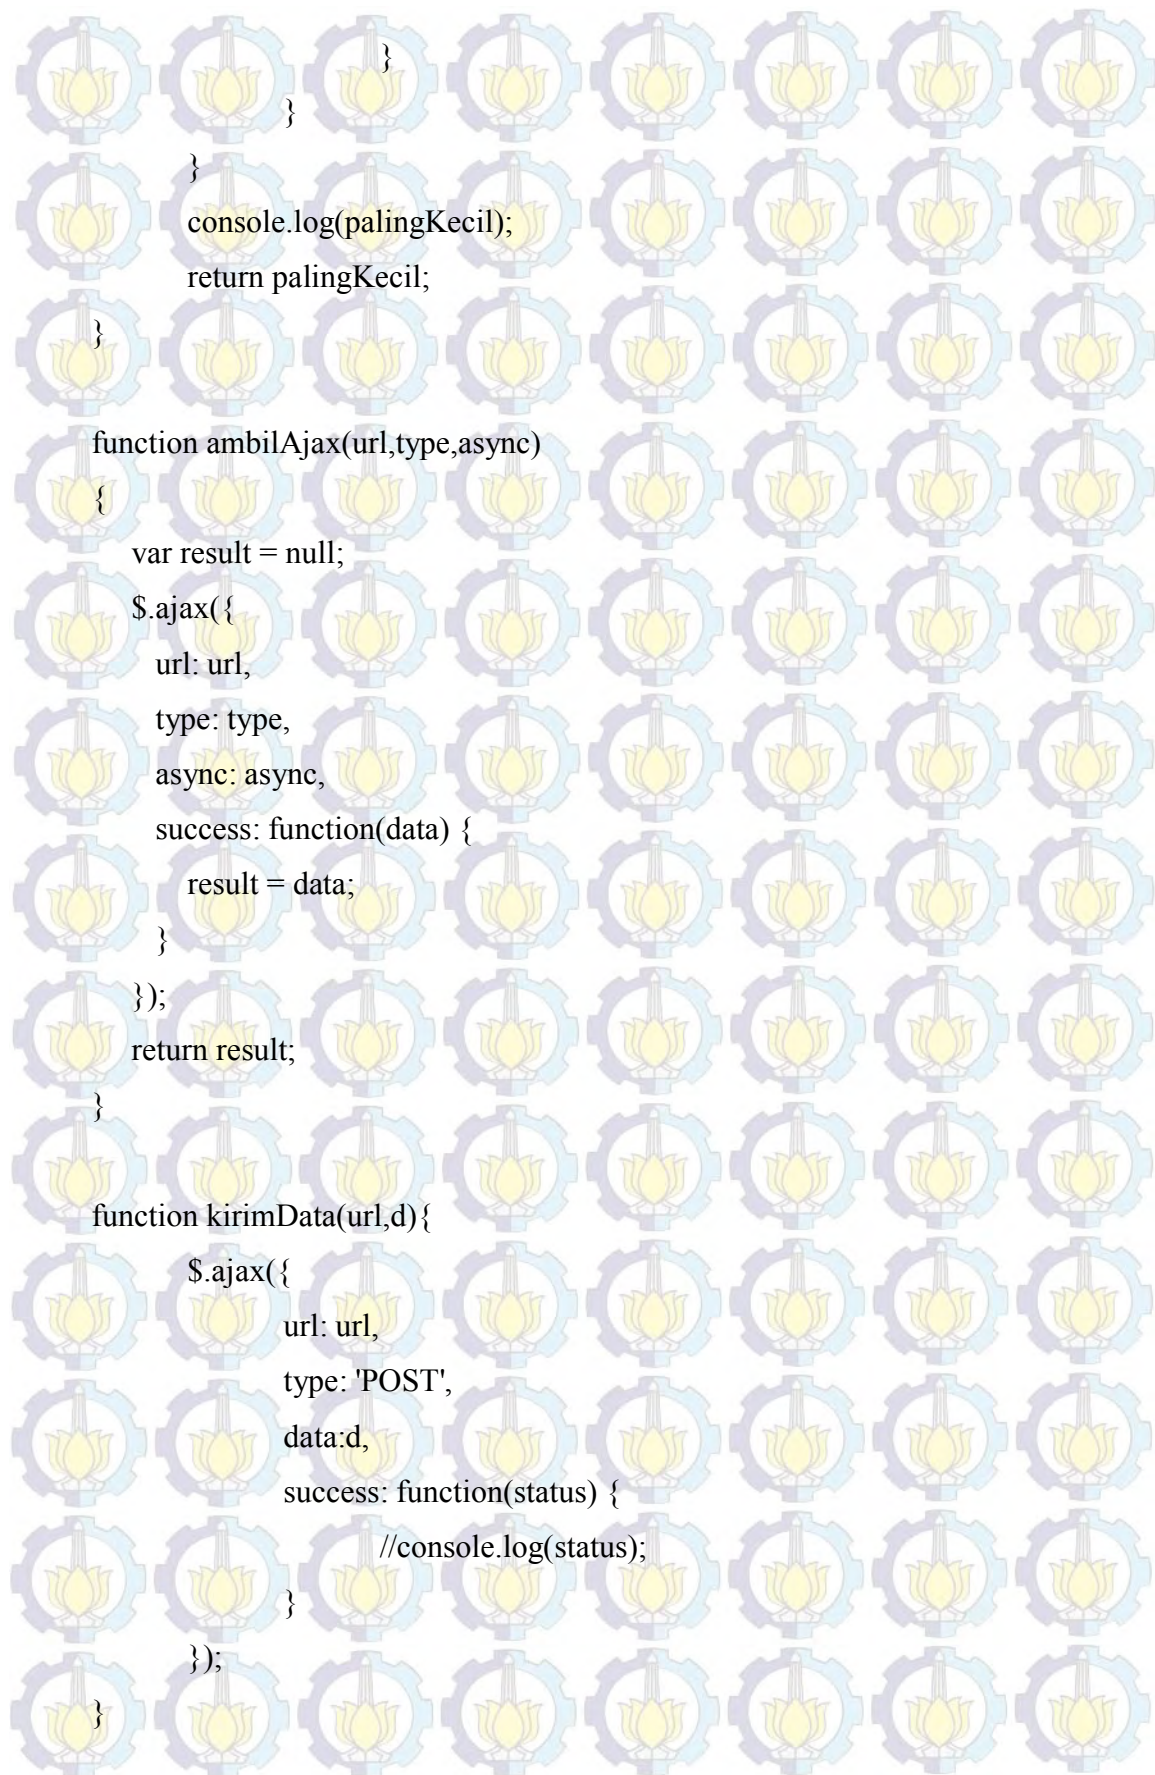 }
}
}
console.log(palingKecil);
return palingKecil;
}
function ambilAjax(url,type,async)
{
var result = null;
$.ajax({
url: url,
type: type,
async: async,
success: function(data) {
result = data;
}
});
return result;
}
function kirimData(url,d){
$.ajax({
url: url,
type: 'POST',
data:d,
success: function(status) {
//console.log(status);
}
});
}